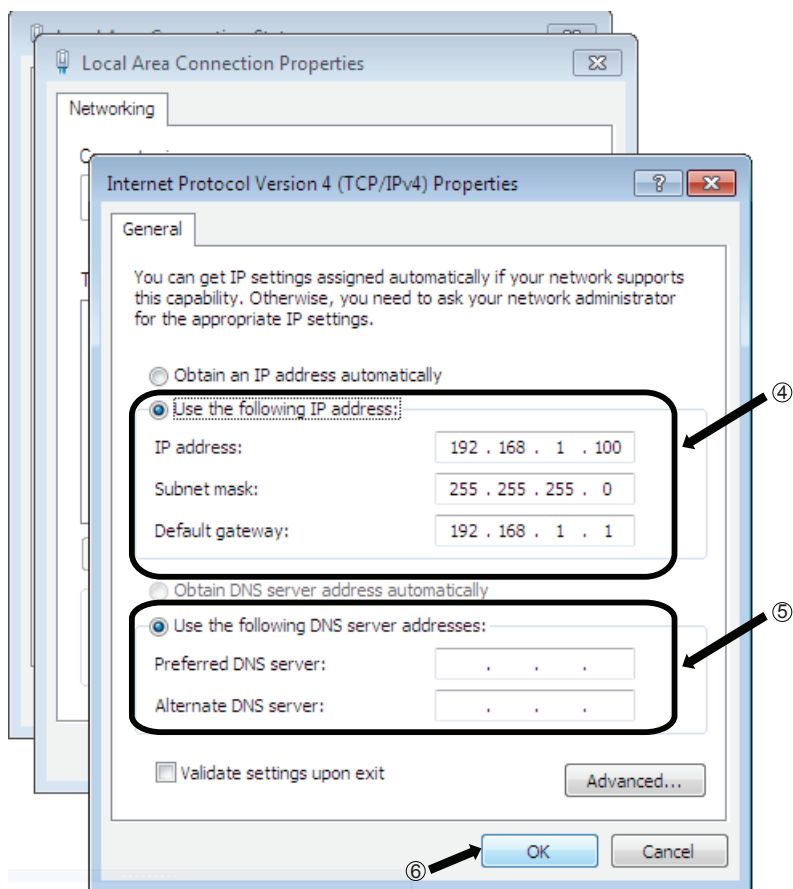 Local Area Connection Properties
Networking
Internet Protocol Version 4 (TCP/IPv4) Properties
General
You can get IP settings assigned automatically if your network supports
this capability. Otherwise, you need to ask your network administrator
for the appropriate IP settings.
Obtain an IP address automatically
④
Use the following IP address:
IP address: 192 . 168 . 1 . 100
Subnet mask: 255 . 255 . 255 . 0
Default gateway: 192 . 168 . 1 . 1
Obtain DNS server address automatically
⑤
Use the following DNS server addresses:
Preferred DNS server: . . .
Alternate DNS server: . . .
Validate settings upon exit
Advanced...
⑥
OK
Cancel